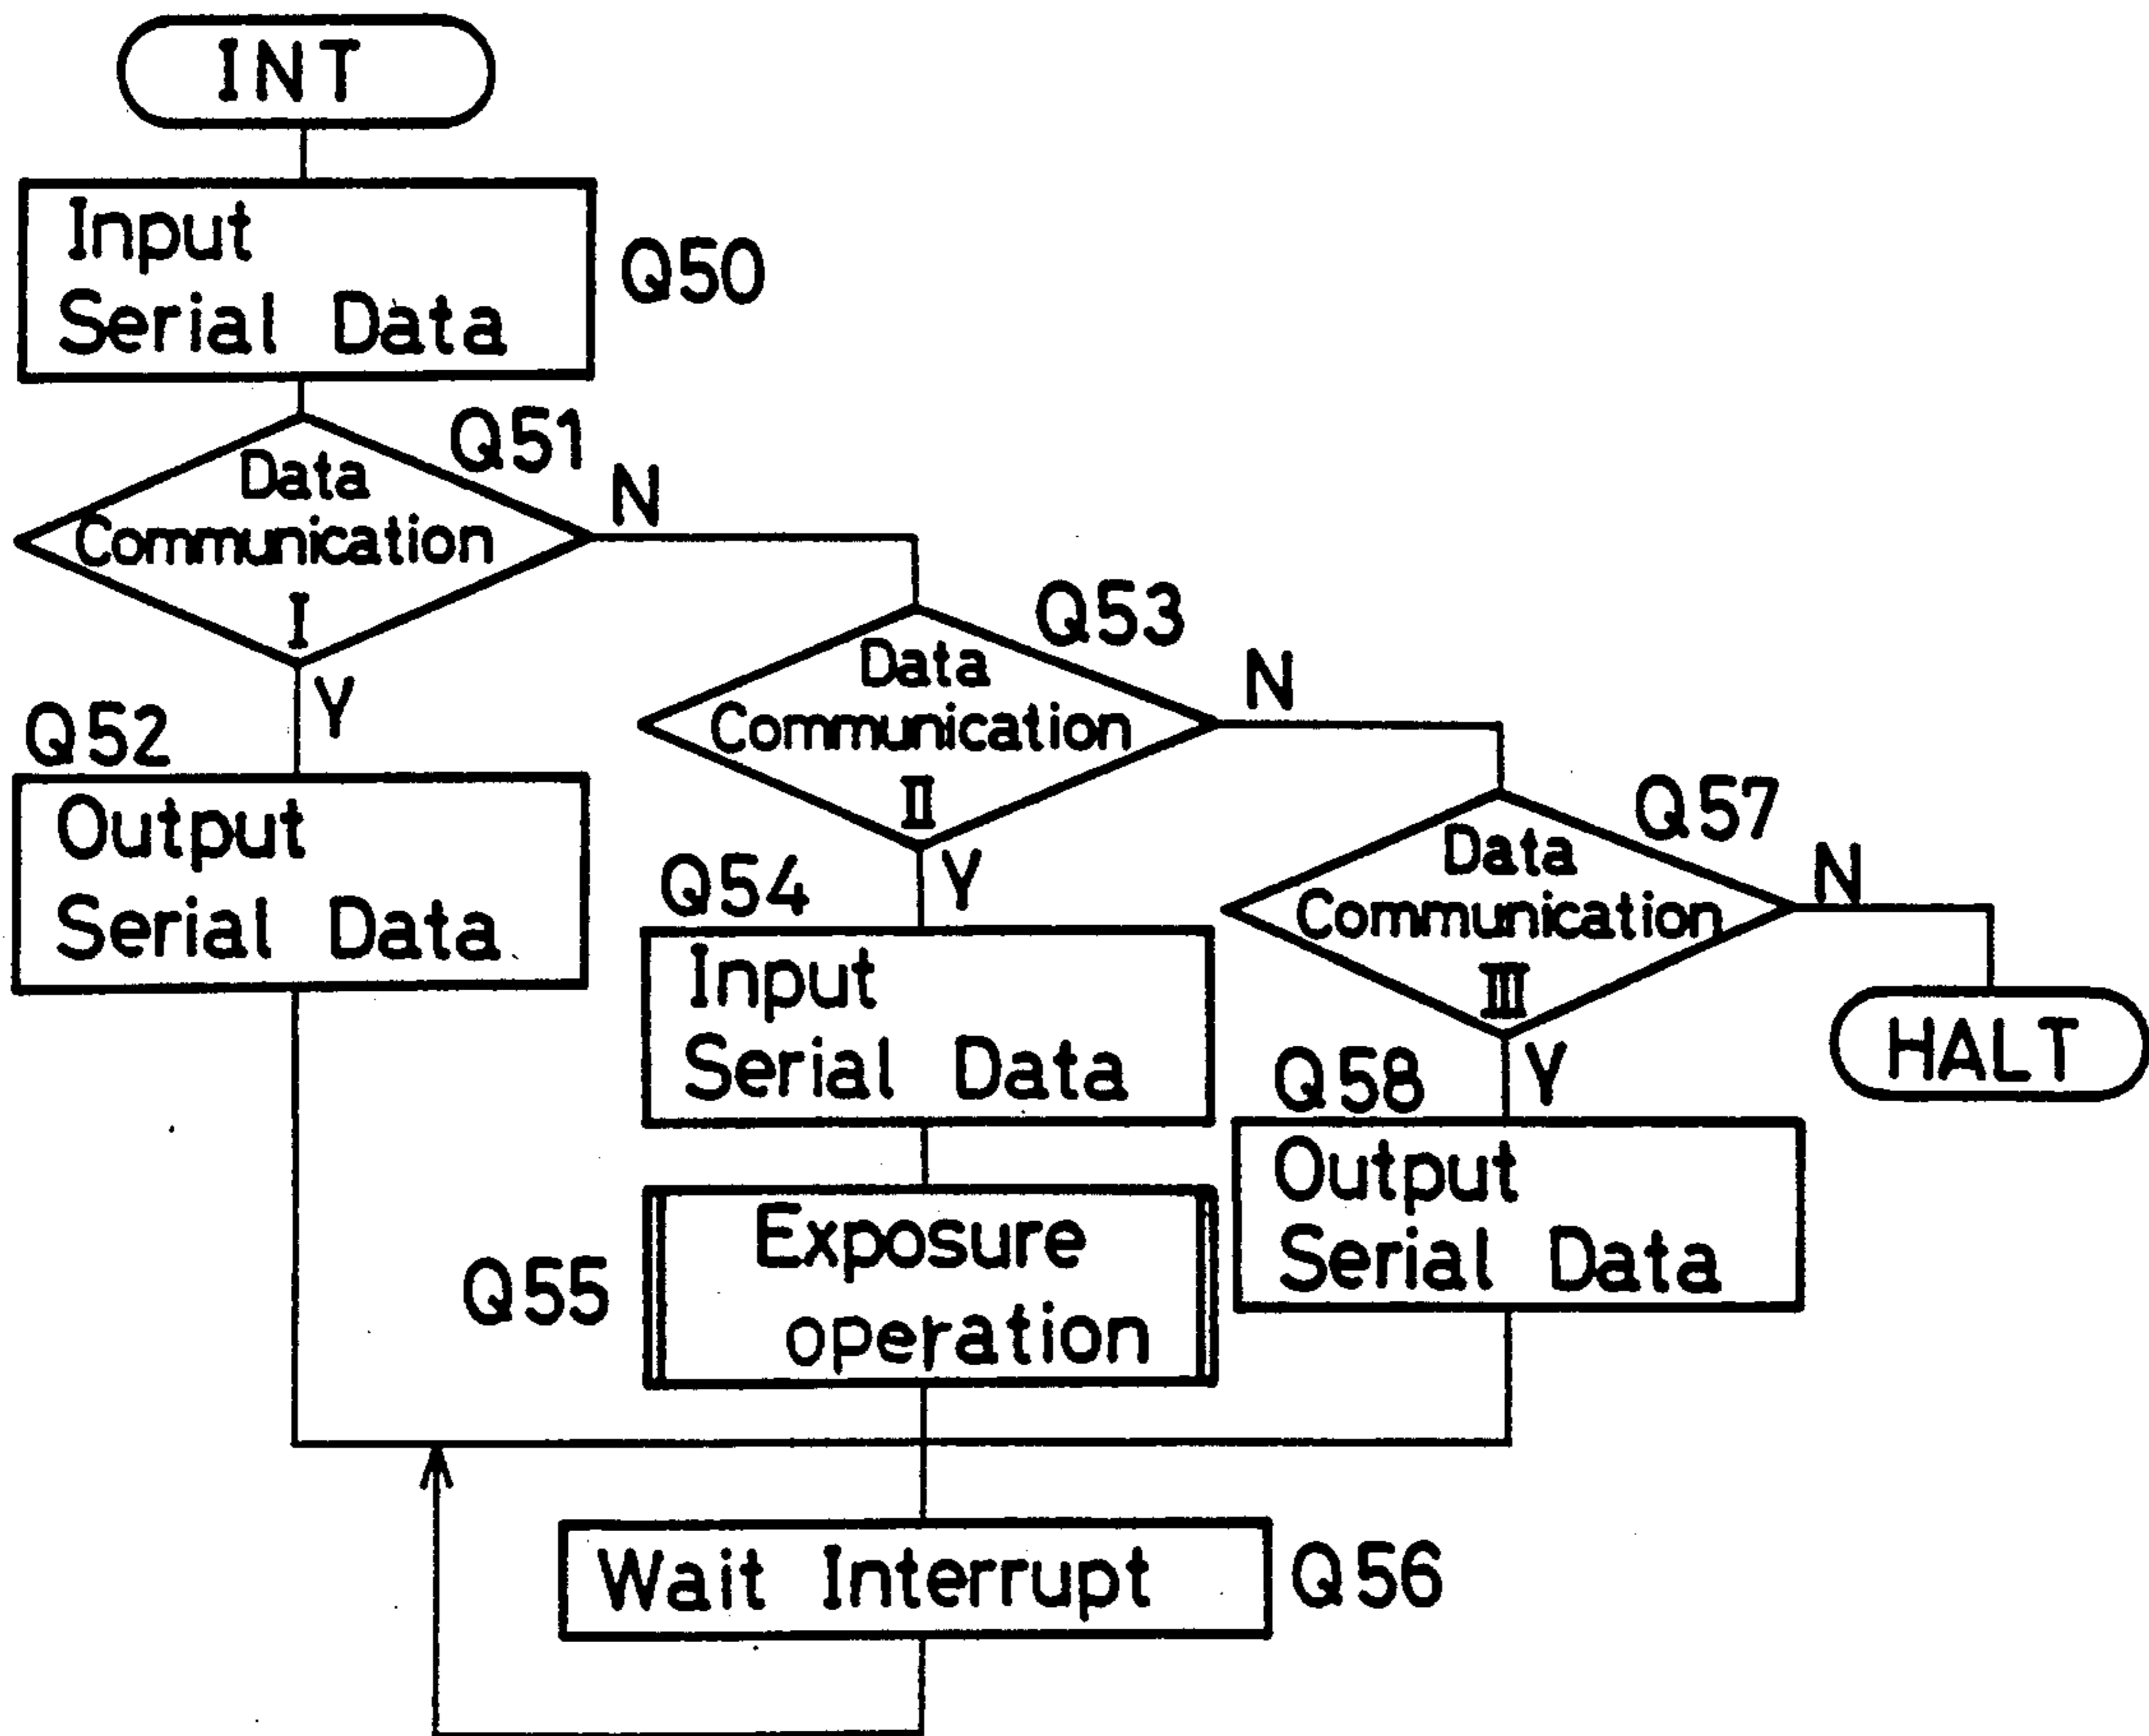 INT
Input
Serial Data
Q50
Q51
Data
Communication
I
N
Y
Q52
Output
Serial Data
Q53
Data
Communication
II
N
Y
Q54
Input
Serial Data
Q55
Exposure
operation
Q57
Data
Communication
III
N
HALT
Y
Q58
Output
Serial Data
Wait Interrupt
Q56